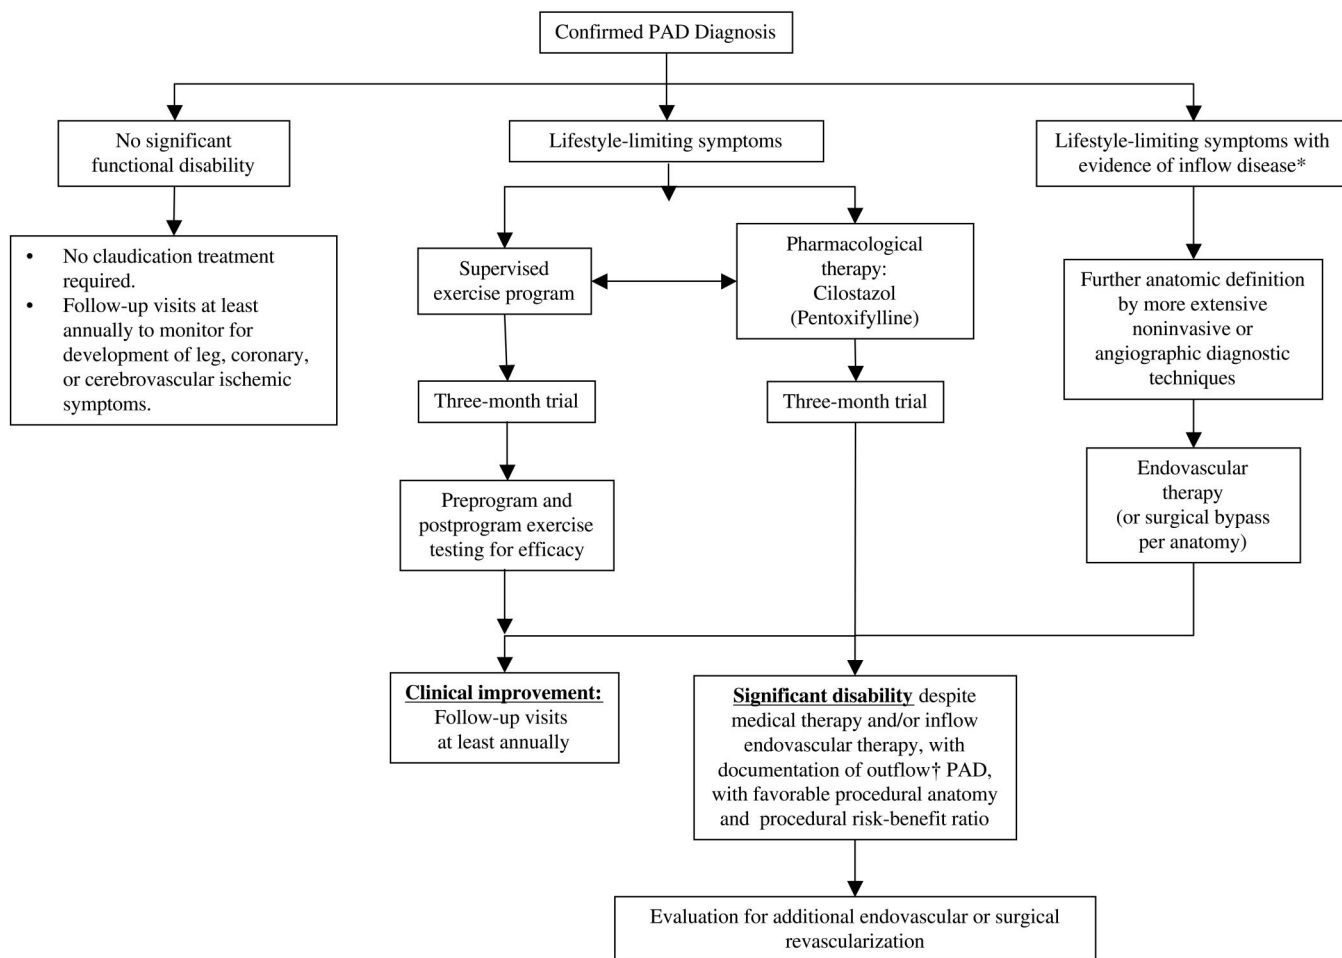 Confirmed PAD Diagnosis
No significant
functional disability
Lifestyle-limiting symptoms
Lifestyle-limiting symptoms with
evidence of inflow disease*
• No claudication treatment
required.
• Follow-up visits at least
annually to monitor for
development of leg, coronary,
or cerebrovascular ischemic
symptoms.
Supervised
exercise program
Pharmacological
therapy:
Cilostazol
(Pentoxifylline)
Further anatomic definition
by more extensive
noninvasive or
angiographic diagnostic
techniques
Three-month trial
Three-month trial
Preprogram and
postprogram exercise
testing for efficacy
Endovascular
therapy
(or surgical bypass
per anatomy)
Clinical improvement:
Follow-up visits
at least annually
Significant disability despite
medical therapy and/or inflow
endovascular therapy, with
documentation of outflow† PAD,
with favorable procedural anatomy
and procedural risk-benefit ratio
Evaluation for additional endovascular or surgical
revascularization